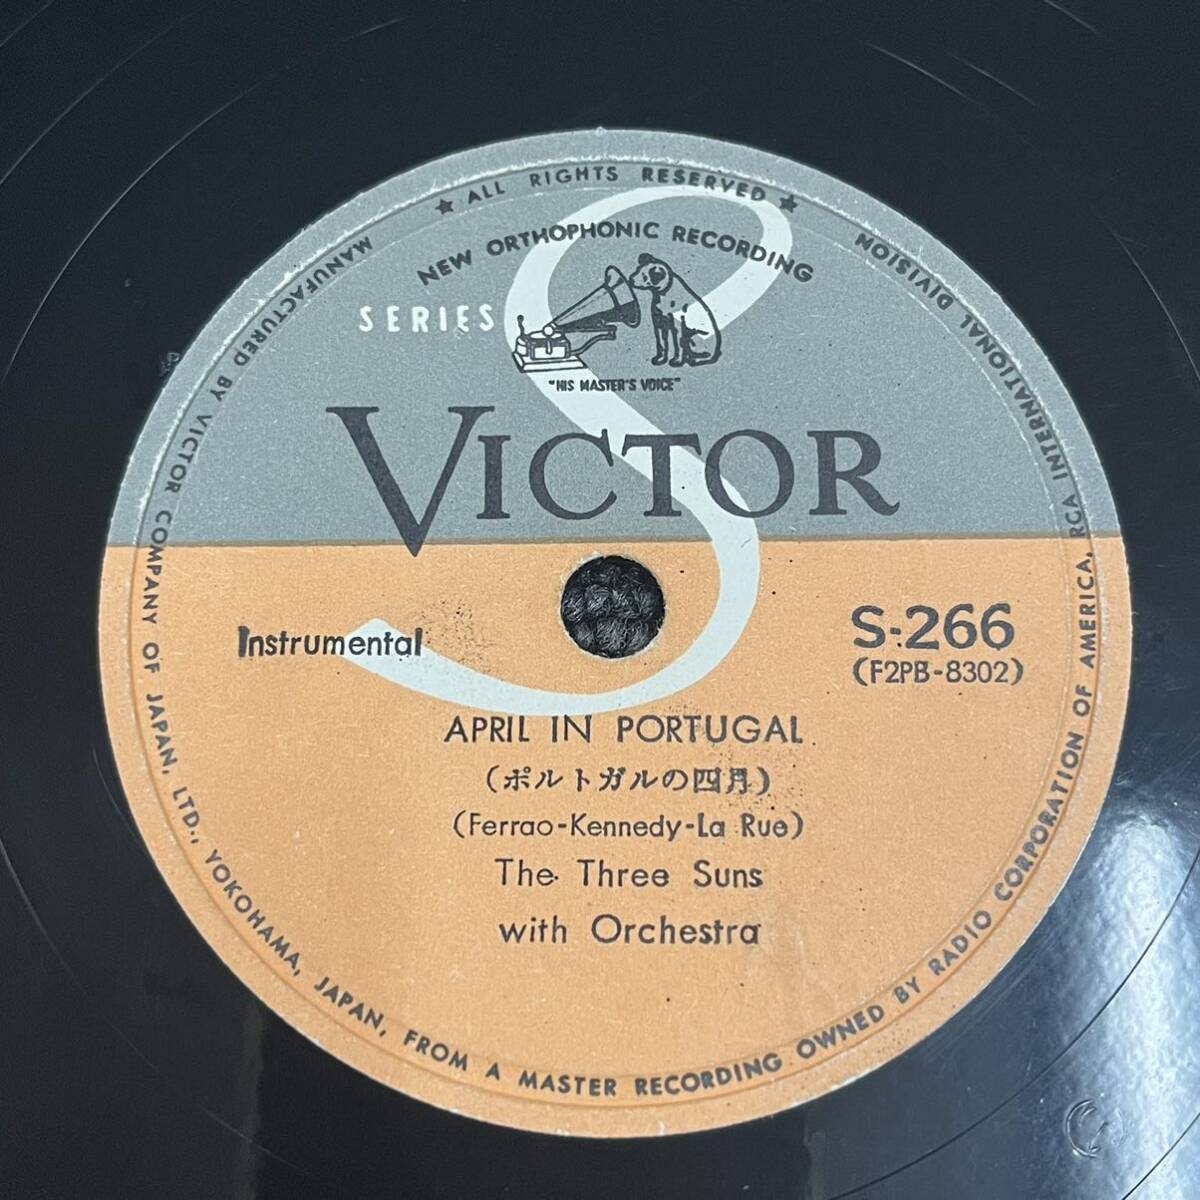 ★ ALL RIGHTS RESERVED ★
NEW ORTHOPHONIC RECORDING
SERIES
S
"HIS MASTER'S VOICE"
VICTOR
Instrumental
S-266
(F2PB-8302)
APRIL IN PORTUGAL
(ポルトガルの四月)
(Ferrao-Kennedy-La Rue)
The Three Suns
with Orchestra
MANUFACTURED BY VICTOR COMPANY OF JAPAN, LTD., YOKOHAMA, JAPAN, FROM A MASTER RECORDING OWNED BY RADIO CORPORATION OF AMERICA, RCA INTERNATIONAL DIVISION